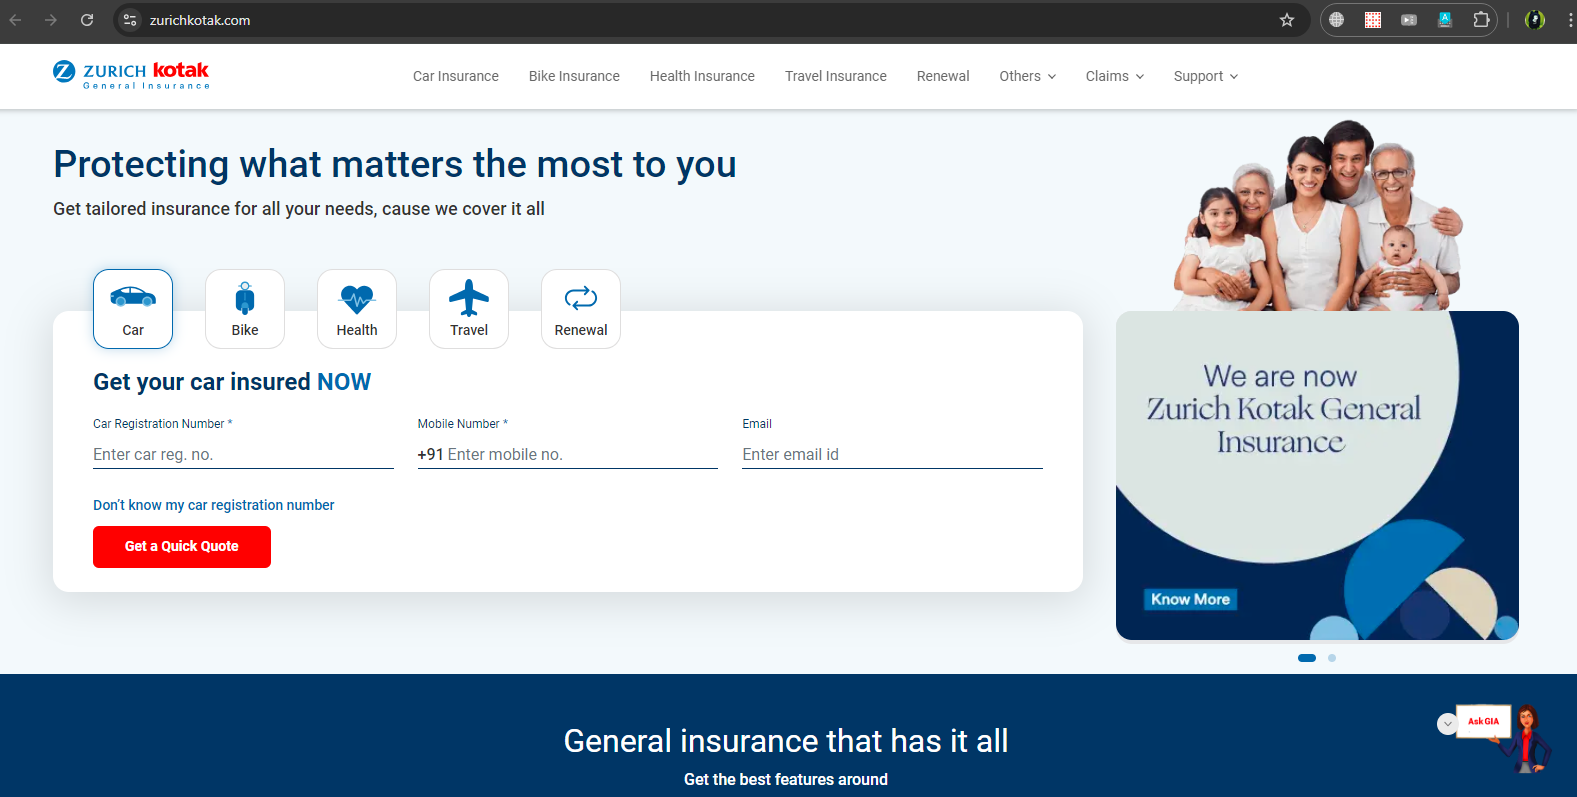 zurichkotak.com
ZURICH kotak
General Insurance
Car Insurance
Bike Insurance
Health Insurance
Travel Insurance
Renewal
Others
Claims
Support
Protecting what matters the most to you
Get tailored insurance for all your needs, cause we cover it all
Car
Bike
Health
Travel
Renewal
Get your car insured NOW
Car Registration Number *
Enter car reg. no.
Mobile Number *
+91 Enter mobile no.
Email
Enter email id
Don't know my car registration number
Get a Quick Quote
We are now
Zurich Kotak General
Insurance
Know More
General insurance that has it all
Get the best features around
Ask GIA